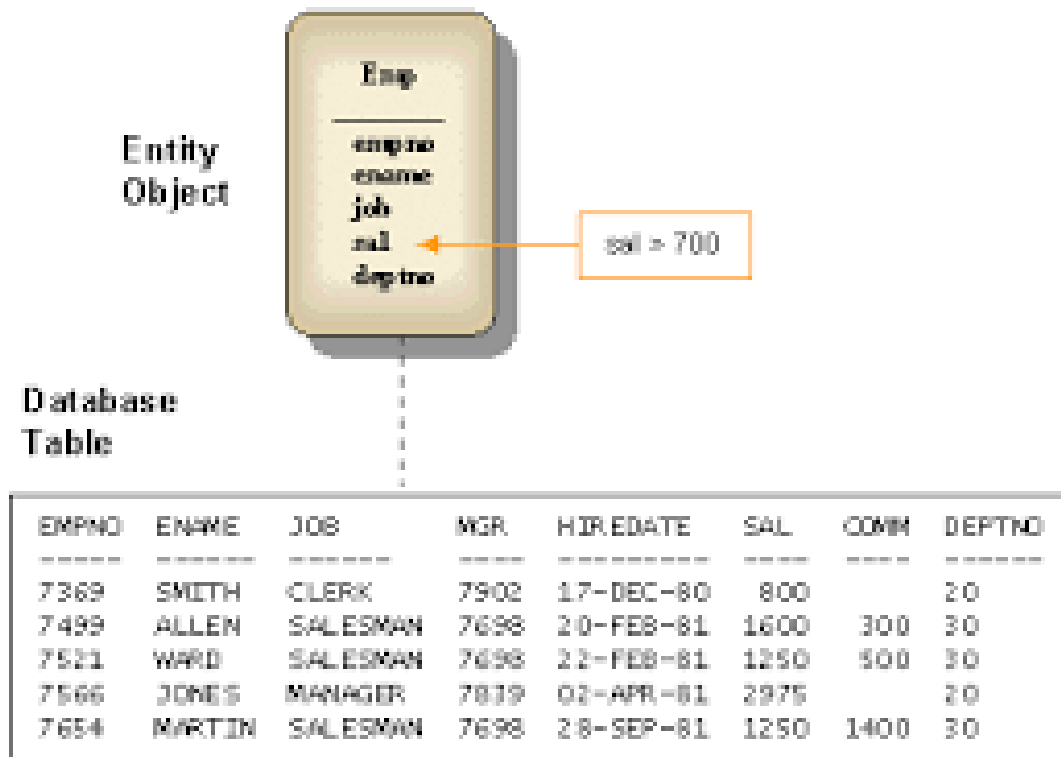 Emp
empno
ename
job
sal
deptno
Entity
Object
sal > 700
Database
Table
EMPNO ENAME JOB MGR HIREDATE SAL COMM DEPTNO
----- ------ ------ ---- --------- ---- ---- ------
7369 SMITH CLERK 7902 17-DEC-80 800 20
7499 ALLEN SALESMAN 7698 20-FEB-81 1600 300 30
7521 WARD SALESMAN 7698 22-FEB-81 1250 500 30
7566 JONES MANAGER 7839 02-APR-81 2975 20
7654 MARTIN SALESMAN 7698 28-SEP-81 1250 1400 30